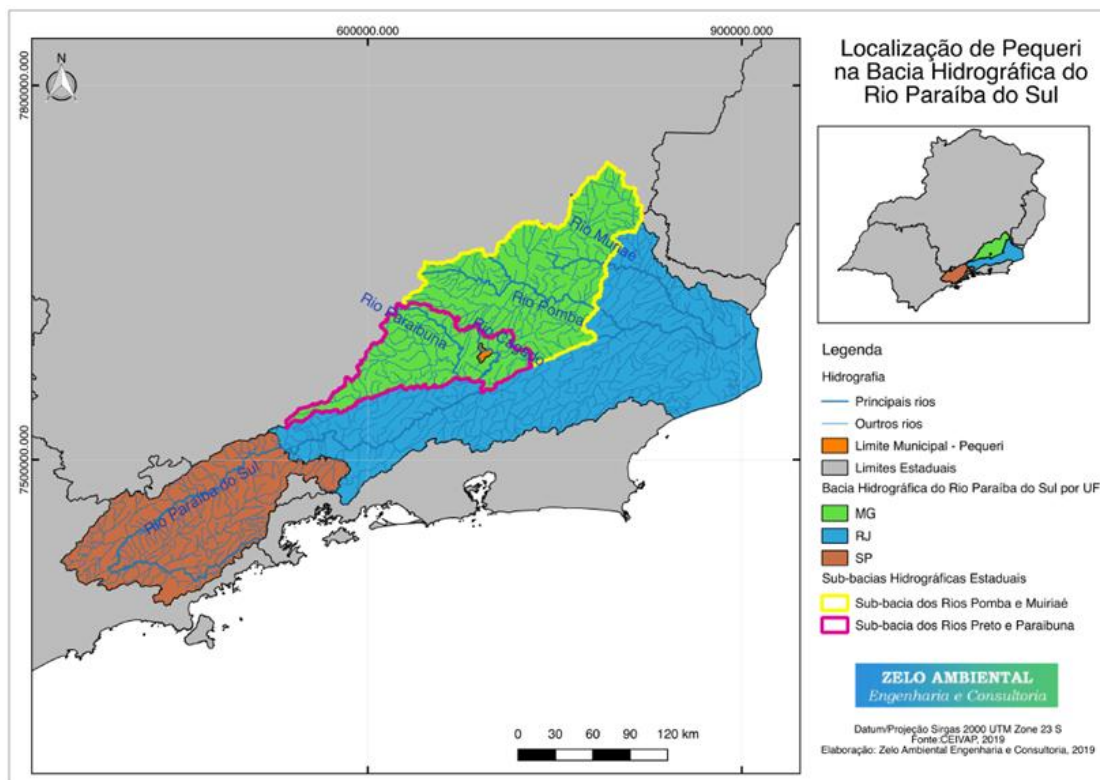 600000.000
900000.000
7800000.000
7500000.000
N
Rio Muriaé
Rio Pomba
Rio Paraibuna
Rio Cágado
Rio Paraíba do Sul
0 30 60 90 120 km
Localização de Pequeri
na Bacia Hidrográfica do
Rio Paraíba do Sul
Legenda
Hidrografia
Principais rios
Ourtros rios
Limite Municipal - Pequeri
Limites Estaduais
Bacia Hidrográfica do Rio Paraíba do Sul por UF
MG
RJ
SP
Sub-bacias Hidrográficas Estaduais
Sub-bacia dos Rios Pomba e Muiriaé
Sub-bacia dos Rios Preto e Paraibuna
ZELO AMBIENTAL
Engenharia e Consultoria
Datum/Projeção Sirgas 2000 UTM Zone 23 S
Fonte:CEIVAP, 2019
Elaboração: Zelo Ambiental Engenharia e Consultoria, 2019